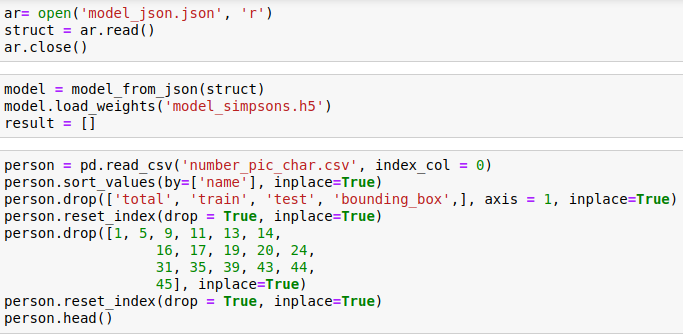 ar= open('model_json.json', 'r')
struct = ar.read()
ar.close()
model = model_from_json(struct)
model.load_weights('model_simpsons.h5')
result = []
person = pd.read_csv('number_pic_char.csv', index_col = 0)
person.sort_values(by=['name'], inplace=True)
person.drop(['total', 'train', 'test', 'bounding_box',], axis = 1, inplace=True)
person.reset_index(drop = True, inplace=True)
person.drop([1, 5, 9, 11, 13, 14,
16, 17, 19, 20, 24,
31, 35, 39, 43, 44,
45], inplace=True)
person.reset_index(drop = True, inplace=True)
person.head()